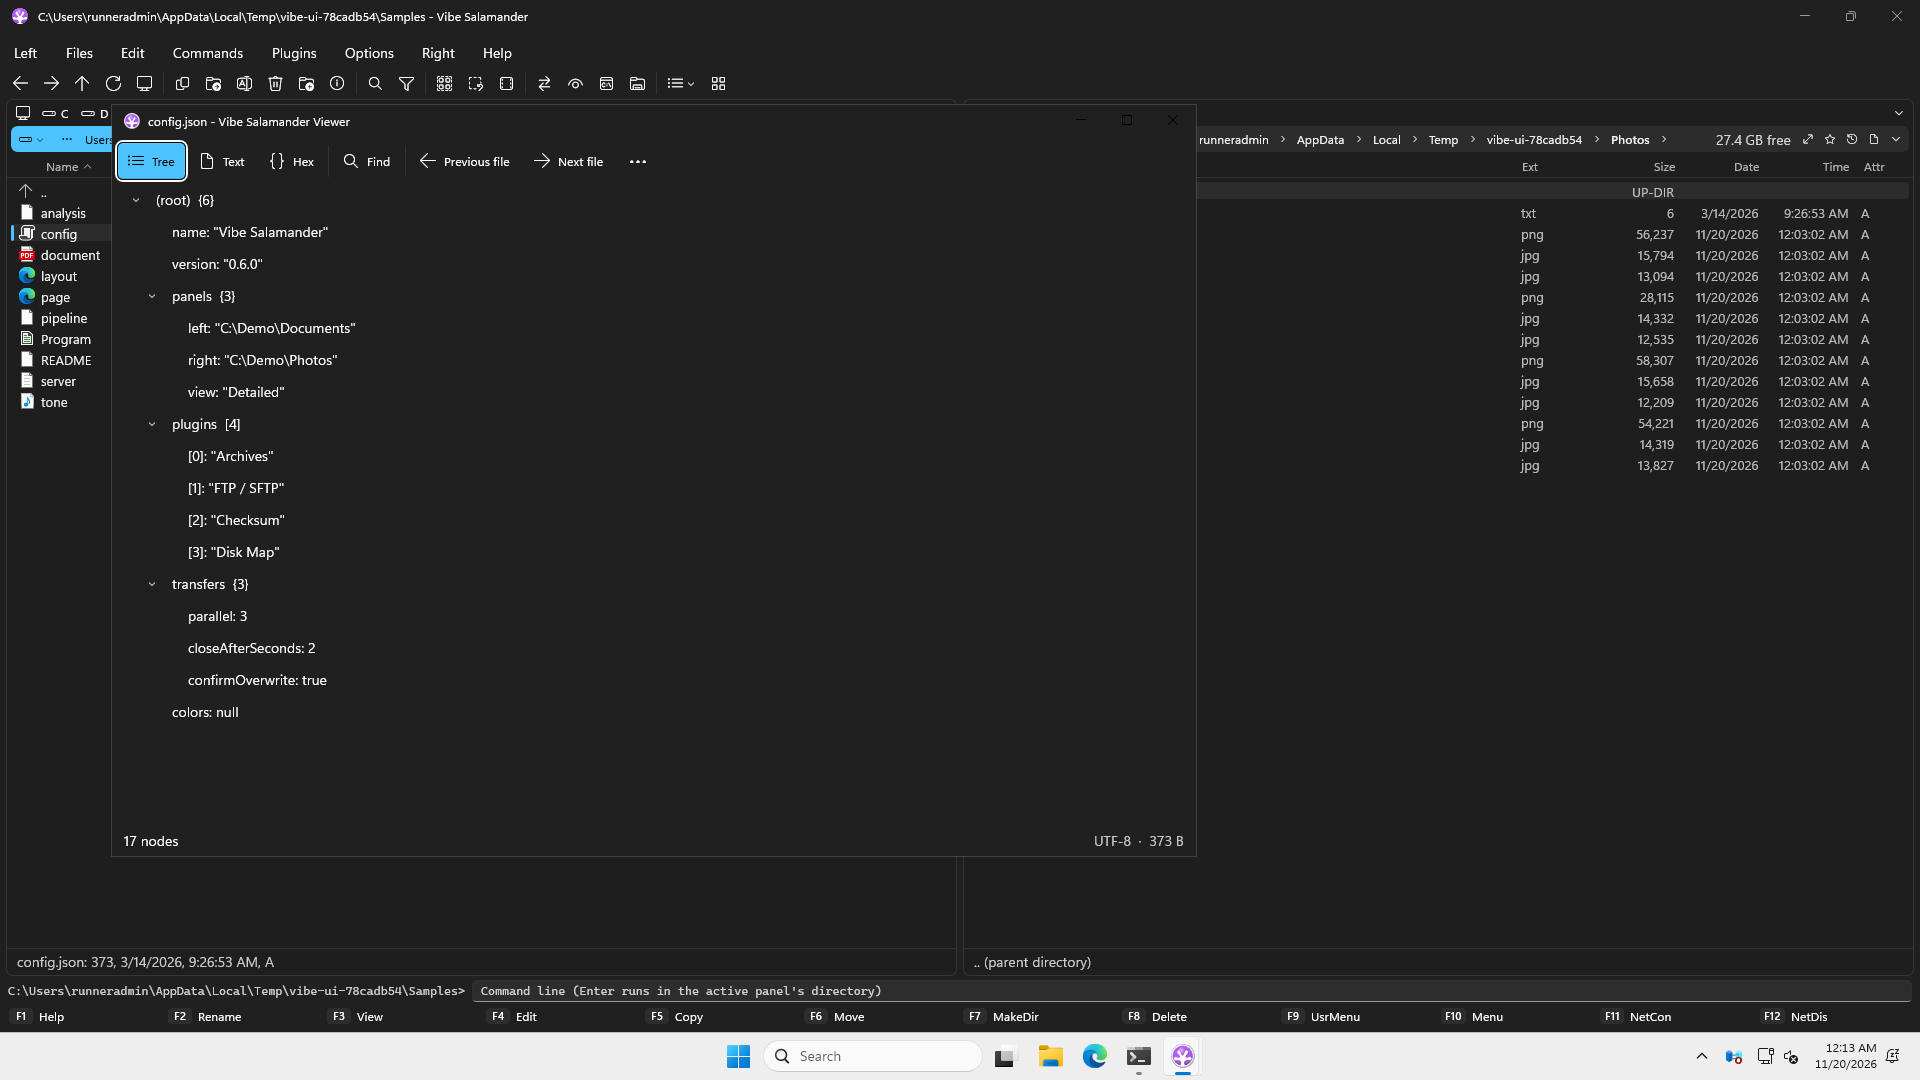 C:\Users\runneradmin\AppData\Local\Temp\vibe-ui-78cadb54\Samples - Vibe Salamander
Left Files Edit Commands Plugins Options Right Help
C D
config.json - Vibe Salamander Viewer
Users
runneradmin AppData Local Temp vibe-ui-78cadb54 Photos 27.4 GB free
Tree Text Hex Find Previous file Next file
Name
Ext Size Date Time Attr
..
UP-DIR
analysis
config
document
layout
page
pipeline
Program
README
server
tone
(root) {6}
name: "Vibe Salamander"
version: "0.6.0"
panels {3}
left: "C:\Demo\Documents"
right: "C:\Demo\Photos"
view: "Detailed"
plugins [4]
[0]: "Archives"
[1]: "FTP / SFTP"
[2]: "Checksum"
[3]: "Disk Map"
transfers {3}
parallel: 3
closeAfterSeconds: 2
confirmOverwrite: true
colors: null
17 nodes
UTF-8 · 373 B
txt 6 3/14/2026 9:26:53 AM A
png 56,237 11/20/2026 12:03:02 AM A
jpg 15,794 11/20/2026 12:03:02 AM A
jpg 13,094 11/20/2026 12:03:02 AM A
png 28,115 11/20/2026 12:03:02 AM A
jpg 14,332 11/20/2026 12:03:02 AM A
jpg 12,535 11/20/2026 12:03:02 AM A
png 58,307 11/20/2026 12:03:02 AM A
jpg 15,658 11/20/2026 12:03:02 AM A
jpg 12,209 11/20/2026 12:03:02 AM A
png 54,221 11/20/2026 12:03:02 AM A
jpg 14,319 11/20/2026 12:03:02 AM A
jpg 13,827 11/20/2026 12:03:02 AM A
config.json: 373, 3/14/2026, 9:26:53 AM, A
.. (parent directory)
C:\Users\runneradmin\AppData\Local\Temp\vibe-ui-78cadb54\Samples> Command line (Enter runs in the active panel's directory)
F1 Help F2 Rename F3 View F4 Edit F5 Copy F6 Move F7 MakeDir F8 Delete F9 UsrMenu F10 Menu F11 NetCon F12 NetDis
Search
12:13 AM
11/20/2026